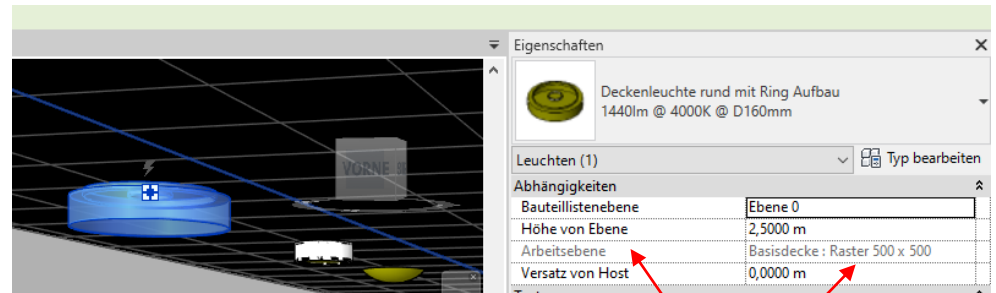 Eigenschaften
Deckenleuchte rund mit Ring Aufbau
1440lm @ 4000K @ D160mm
Leuchten (1)
Typ bearbeiten
Abhängigkeiten
Bauteillistenebene Ebene 0
Höhe von Ebene 2,5000 m
Arbeitsebene Basisdecke : Raster 500 x 500
Versatz von Host 0,0000 m
VORNE